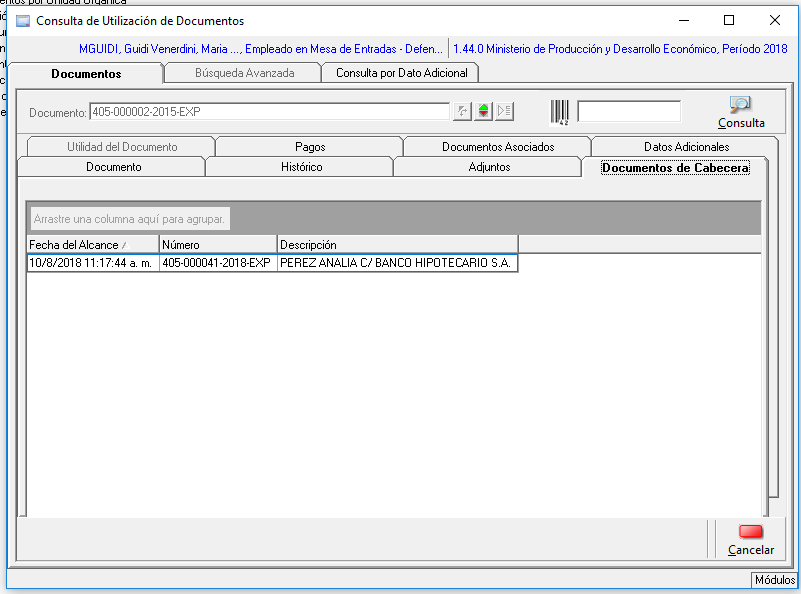 entos por Unidad Orgánica
Consulta de Utilización de Documentos
MGUIDI, Guidi Venerdini, Maria ..., Empleado en Mesa de Entradas - Defen... 1.44.0 Ministerio de Producción y Desarrollo Económico, Período 2018
Documentos Búsqueda Avanzada Consulta por Dato Adicional
Documento: 405-000002-2015-EXP
Consulta
Utilidad del Documento Pagos Documentos Asociados Datos Adicionales
Documento Histórico Adjuntos Documentos de Cabecera
Arrastre una columna aquí para agrupar.
Fecha del Alcance Número Descripción
10/8/2018 11:17:44 a. m. 405-000041-2018-EXP PEREZ ANALIA C/ BANCO HIPOTECARIO S.A.
Cancelar
Módulos